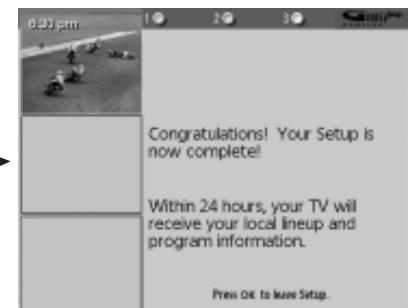 6:30 pm
1
2
3
Congratulations! Your Setup is
now complete!
Within 24 hours, your TV will
receive your local lineup and
program information.
Press OK to leave Setup.